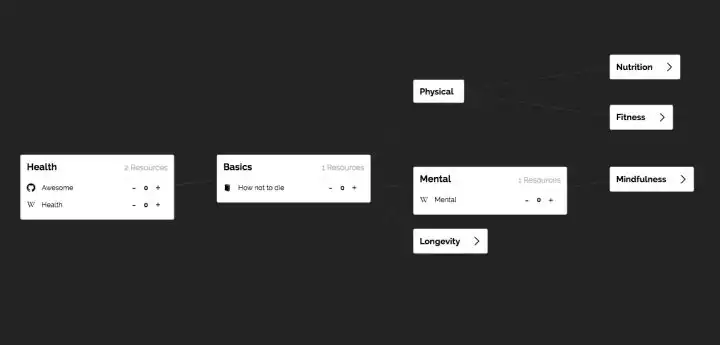 Health 2 Resources
Awesome - 0 +
W Health - 0 +
Basics 1 Resources
How not to die - 0 +
Physical
Mental 1 Resources
W Mental - 0 +
Longevity >
Nutrition >
Fitness >
Mindfulness >